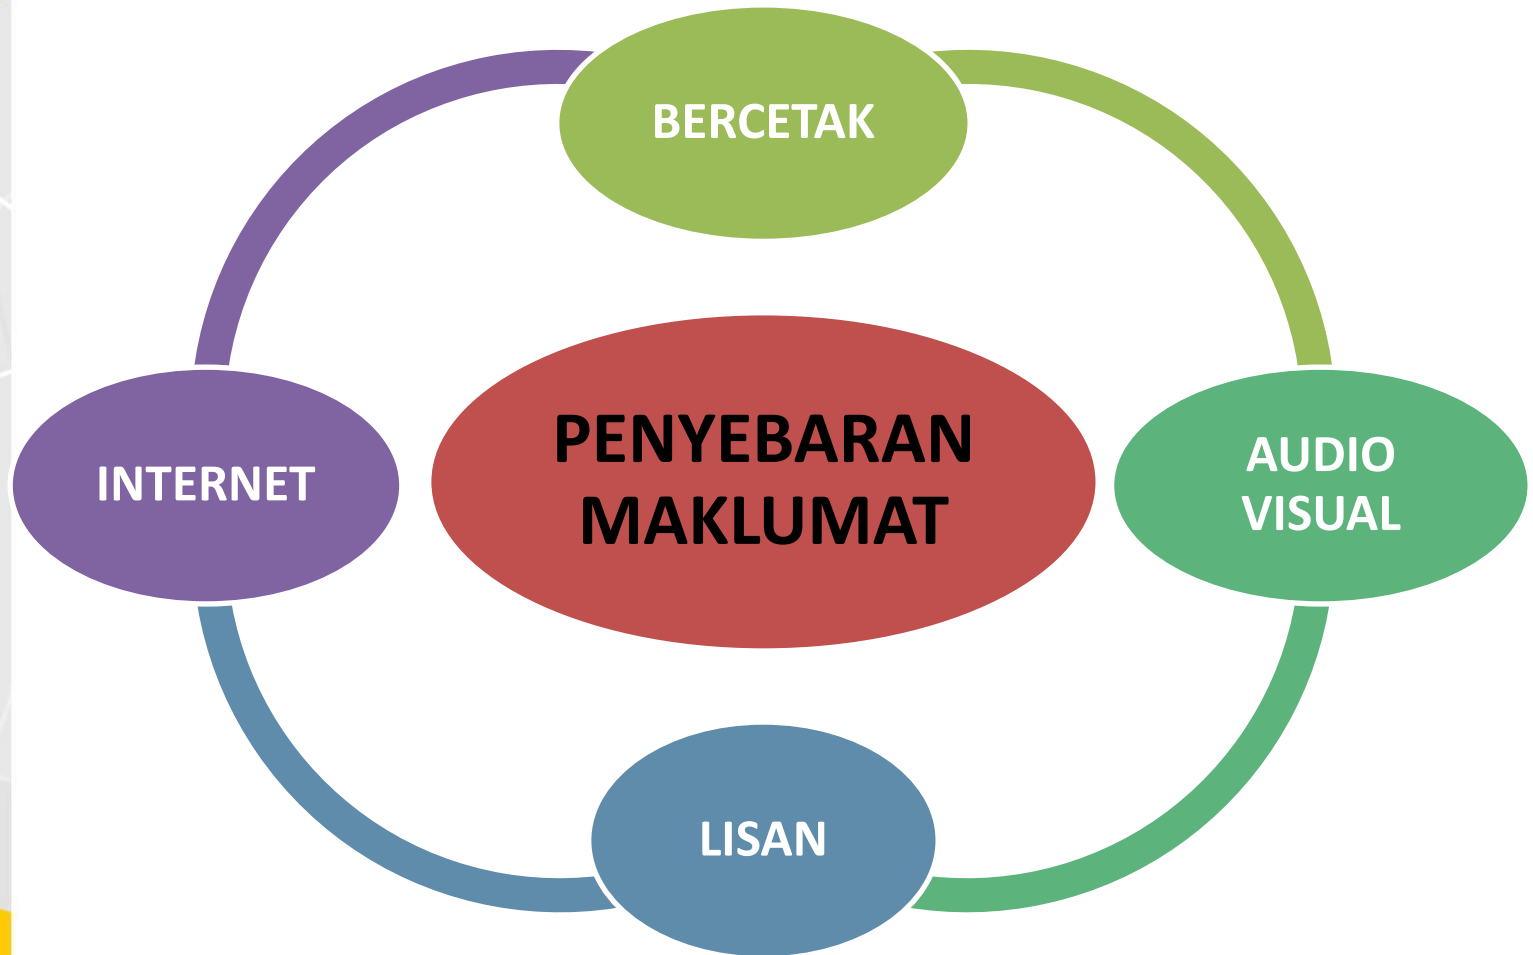 BERCETAK
INTERNET
PENYEBARAN
MAKLUMAT
AUDIO
VISUAL
LISAN